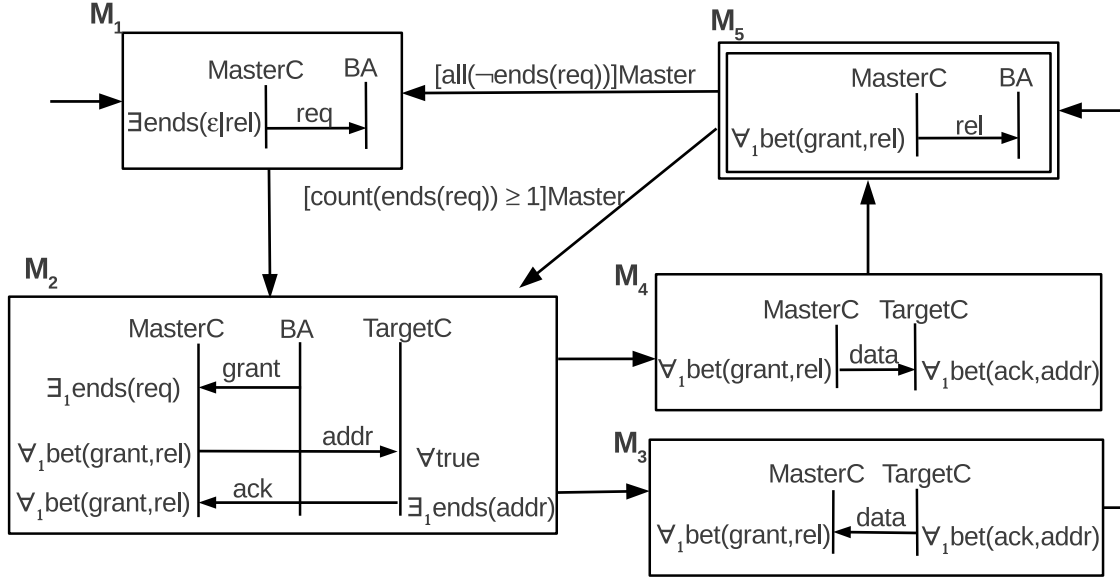 M1
MasterC BA
∃ends(ε|rel) req
[all(¬ends(req))]Master
M5
MasterC BA
∀1bet(grant,rel) rel
[count(ends(req)) ≥ 1]Master
M2
MasterC BA TargetC
grant
∃1ends(req)
addr
∀1bet(grant,rel) ∀true
ack
∀1bet(grant,rel) ∃1ends(addr)
M4
MasterC TargetC
data
∀1bet(grant,rel) ∀1bet(ack,addr)
M3
MasterC TargetC
data
∀1bet(grant,rel) ∀1bet(ack,addr)